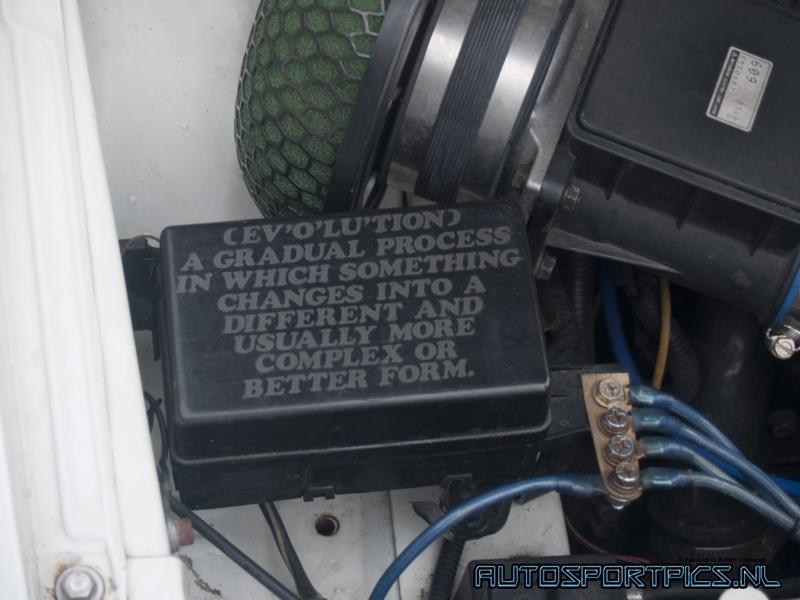 (EV'O'LU'TION)
A GRADUAL PROCESS
IN WHICH SOMETHING
CHANGES INTO A
DIFFERENT AND
USUALLY MORE
COMPLEX OR
BETTER FORM.
609
AUTOSPORTPICS.NL